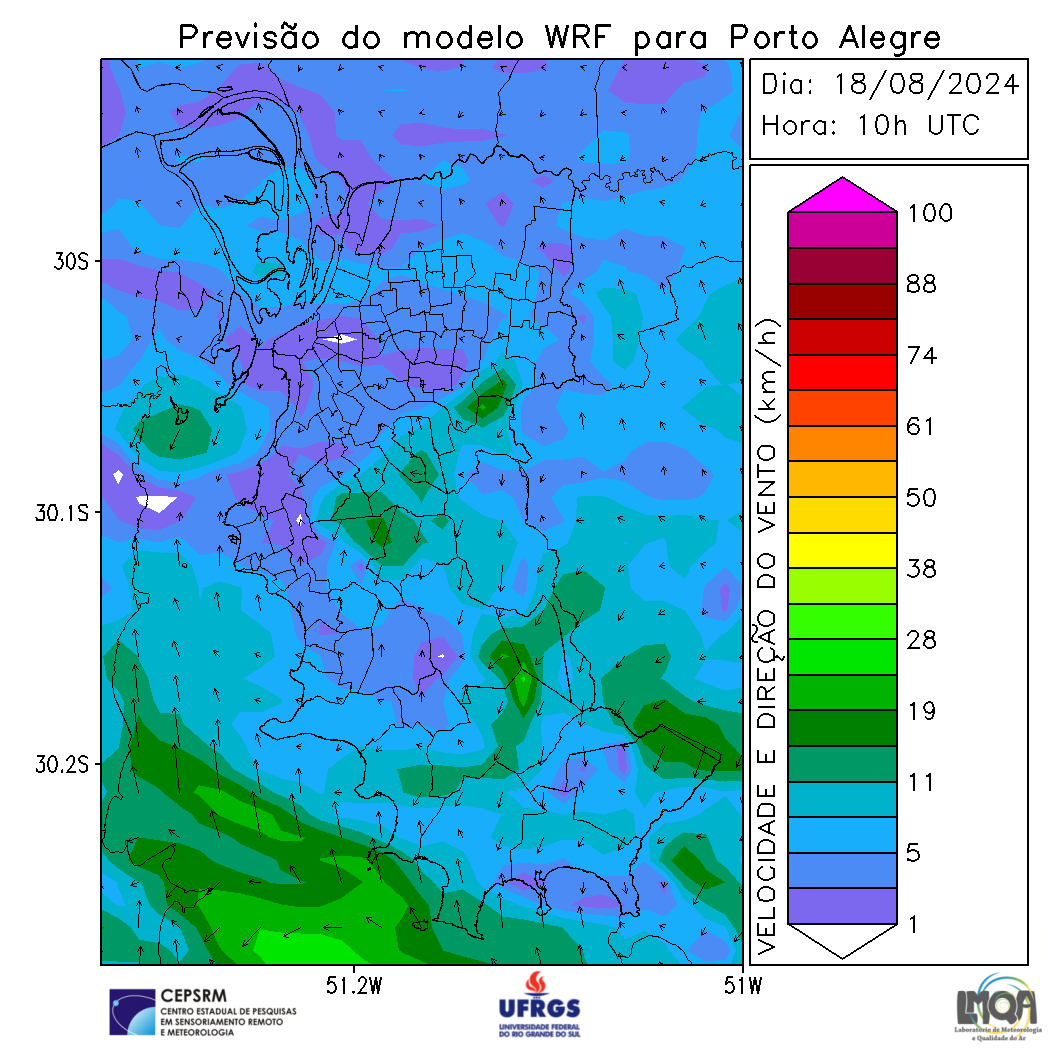 Previsão do modelo WRF para Porto Alegre
Dia: 18/08/2024
Hora: 10h UTC
30S
30.1S
30.2S
51.2W
51W
VELOCIDADE E DIREÇÃO DO VENTO (km/h)
100
88
74
61
50
38
28
19
11
5
1
CEPSRM
CENTRO ESTADUAL DE PESQUISAS
EM SENSORIAMENTO REMOTO
E METEOROLOGIA
UFRGS
UNIVERSIDADE FEDERAL
DO RIO GRANDE DO SUL
LMQA
Laboratório de Meteorologia
e Qualidade do Ar